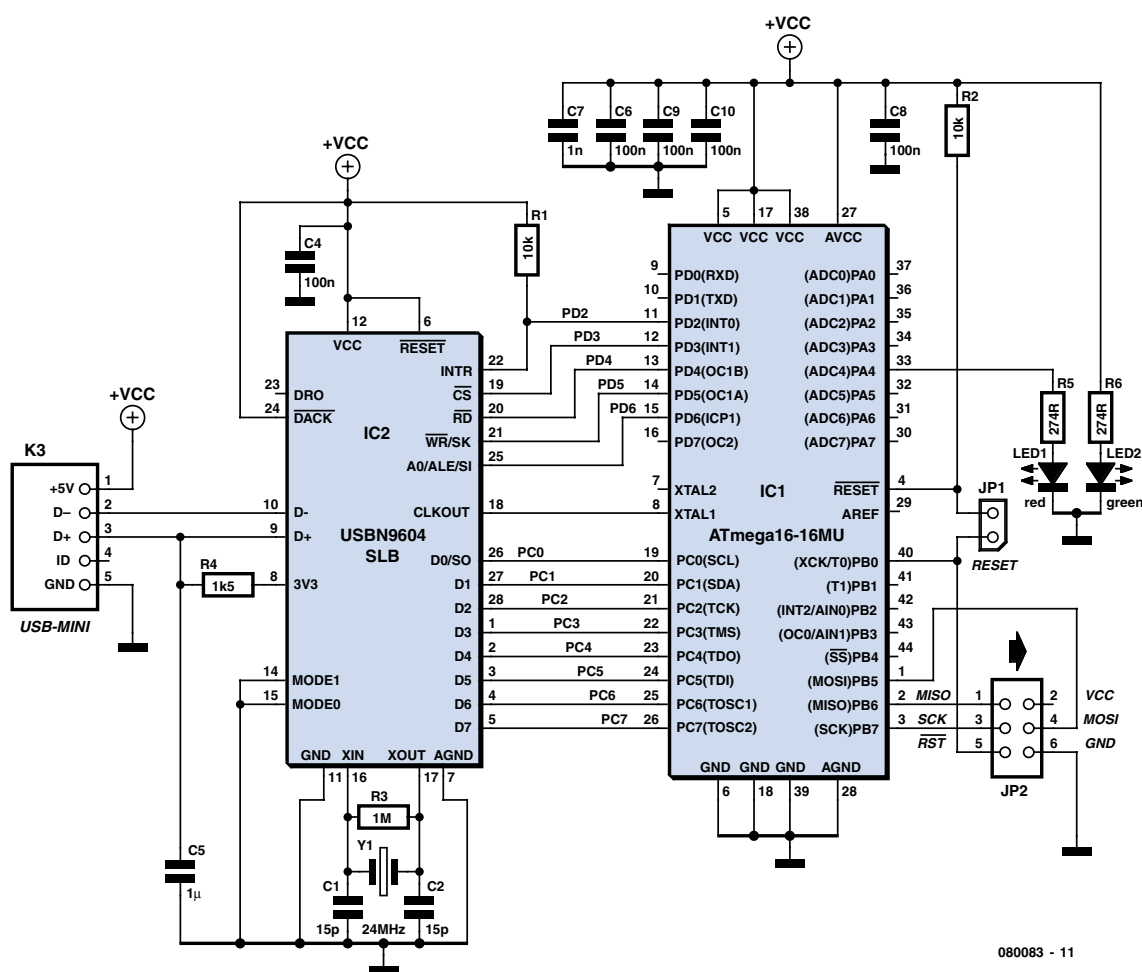 +VCC
C7
1n
C6
100n
C9
100n
C10
100n
C8
100n
R2
10k
+VCC
C4
100n
R1
10k
12
VCC
6
RESET
INTR 22
CS 19
RD 20
WR/SK 21
A0/ALE/SI 25
CLKOUT 18
D0/SO 26
D1 27
D2 28
D3 1
D4 2
D5 3
D6 4
D7 5
23 DRO
24 DACK
10 D-
9 D+
8 3V3
14 MODE1
15 MODE0
IC2
USBN9604
SLB
GND XIN XOUT AGND
11 16 17 7
+VCC
K3
+5V 1
D− 2
D+ 3
ID 4
GND 5
USB-MINI
R4
1k5
C5
1μ
R3
1M
Y1
24MHz
C1
15p
C2
15p
PD2
PD3
PD4
PD5
PD6
PC0
PC1
PC2
PC3
PC4
PC5
PC6
PC7
5 17 38 27
VCC VCC VCC AVCC
9 PD0(RXD)
10 PD1(TXD)
11 PD2(INT0)
12 PD3(INT1)
13 PD4(OC1B)
14 PD5(OC1A)
15 PD6(ICP1)
16 PD7(OC2)
7 XTAL2
8 XTAL1
19 PC0(SCL)
20 PC1(SDA)
21 PC2(TCK)
22 PC3(TMS)
23 PC4(TDO)
24 PC5(TDI)
25 PC6(TOSC1)
26 PC7(TOSC2)
IC1
ATmega16-16MU
(ADC0)PA0 37
(ADC1)PA1 36
(ADC2)PA2 35
(ADC3)PA3 34
(ADC4)PA4 33
(ADC5)PA5 32
(ADC6)PA6 31
(ADC7)PA7 30
RESET 4
AREF 29
(XCK/T0)PB0 40
(T1)PB1 41
(INT2/AIN0)PB2 42
(OC0/AIN1)PB3 43
(SS)PB4 44
(MOSI)PB5 1
(MISO)PB6 2
(SCK)PB7 3
GND GND GND AGND
6 18 39 28
R5
274R
R6
274R
LED1
red
LED2
green
JP1
RESET
MISO 1 2 VCC
SCK 3 4 MOSI
RST 5 6 GND
JP2
080083 - 11